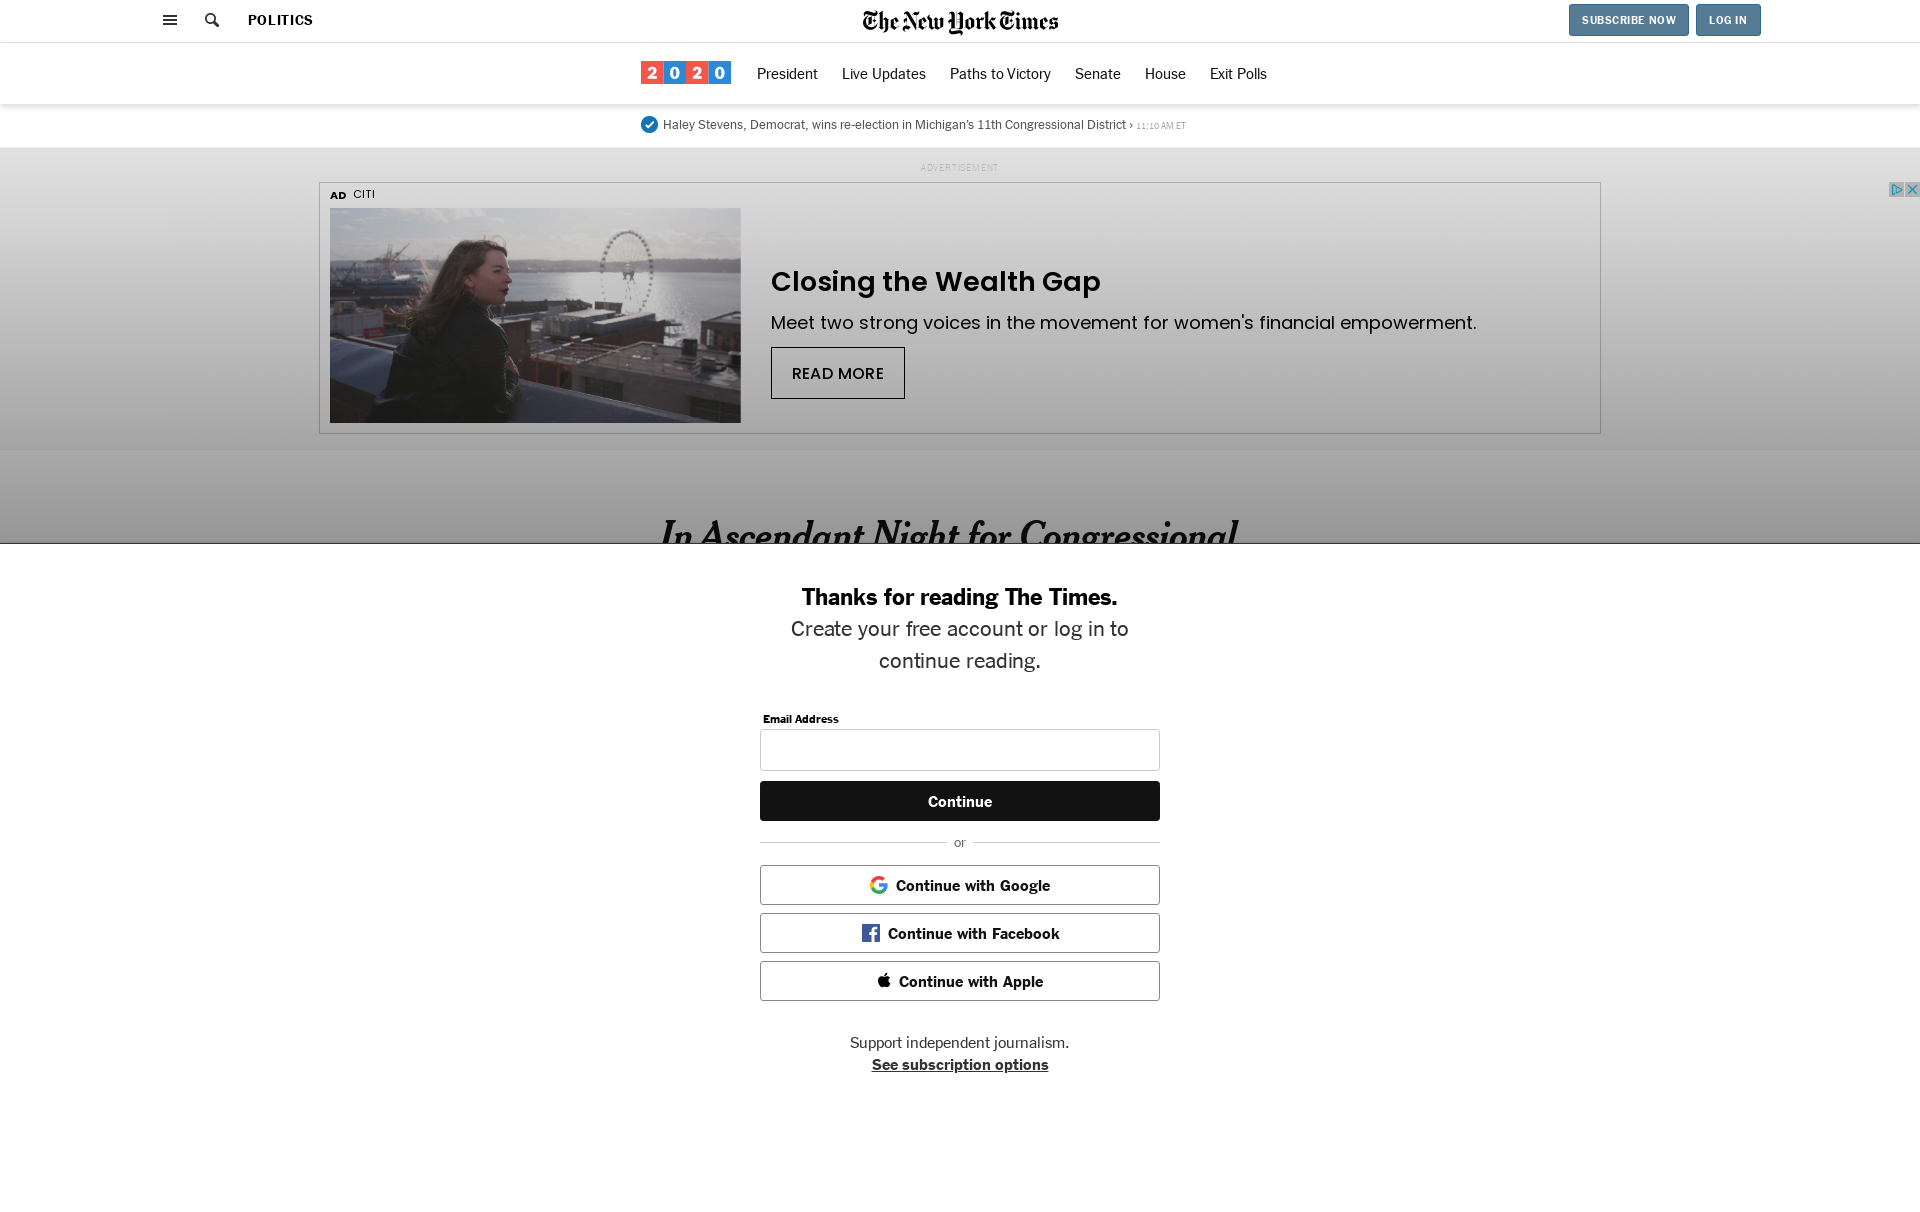 POLITICS
The New York Times
SUBSCRIBE NOW
LOG IN
2020
President
Live Updates
Paths to Victory
Senate
House
Exit Polls
Haley Stevens, Democrat, wins re-election in Michigan’s 11th Congressional District › 11:10 AM ET
ADVERTISEMENT
AD CITI
Closing the Wealth Gap
Meet two strong voices in the movement for women's financial empowerment.
READ MORE
In Ascendant Night for Congressional
Thanks for reading The Times.
Create your free account or log in to
continue reading.
Email Address
Continue
or
Continue with Google
Continue with Facebook
Continue with Apple
Support independent journalism.
See subscription options